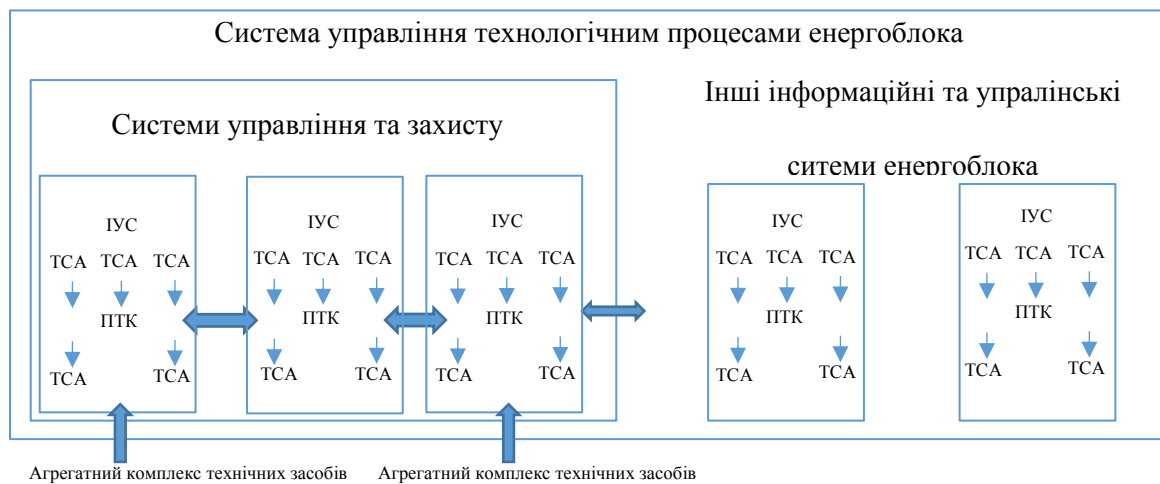 Система управління технологічним процесами енергоблока
Інші інформаційні та упралінські
ситеми енергоблока
Системи управління та захисту
ІУС
ТСА ТСА ТСА
ПТК
ТСА ТСА
ІУС
ТСА ТСА ТСА
ПТК
ТСА ТСА
ІУС
ТСА ТСА ТСА
ПТК
ТСА ТСА
ІУС
ТСА ТСА ТСА
ПТК
ТСА ТСА
ІУС
ТСА ТСА ТСА
ПТК
ТСА ТСА
Агрегатний комплекс технічних засобів
Агрегатний комплекс технічних засобів